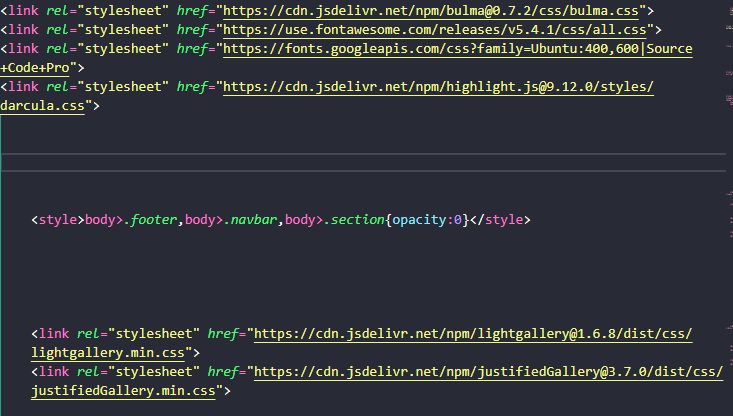 <link rel="stylesheet" href="https://cdn.jsdelivr.net/npm/bulma@0.7.2/css/bulma.css">
<link rel="stylesheet" href="https://use.fontawesome.com/releases/v5.4.1/css/all.css">
<link rel="stylesheet" href="https://fonts.googleapis.com/css?family=Ubuntu:400,600|Source
+Code+Pro">
<link rel="stylesheet" href="https://cdn.jsdelivr.net/npm/highlight.js@9.12.0/styles/
darcula.css">
<style>body>.footer,body>.navbar,body>.section{opacity:0}</style>
<link rel="stylesheet" href="https://cdn.jsdelivr.net/npm/lightgallery@1.6.8/dist/css/
lightgallery.min.css">
<link rel="stylesheet" href="https://cdn.jsdelivr.net/npm/justifiedGallery@3.7.0/dist/css/
justifiedGallery.min.css">